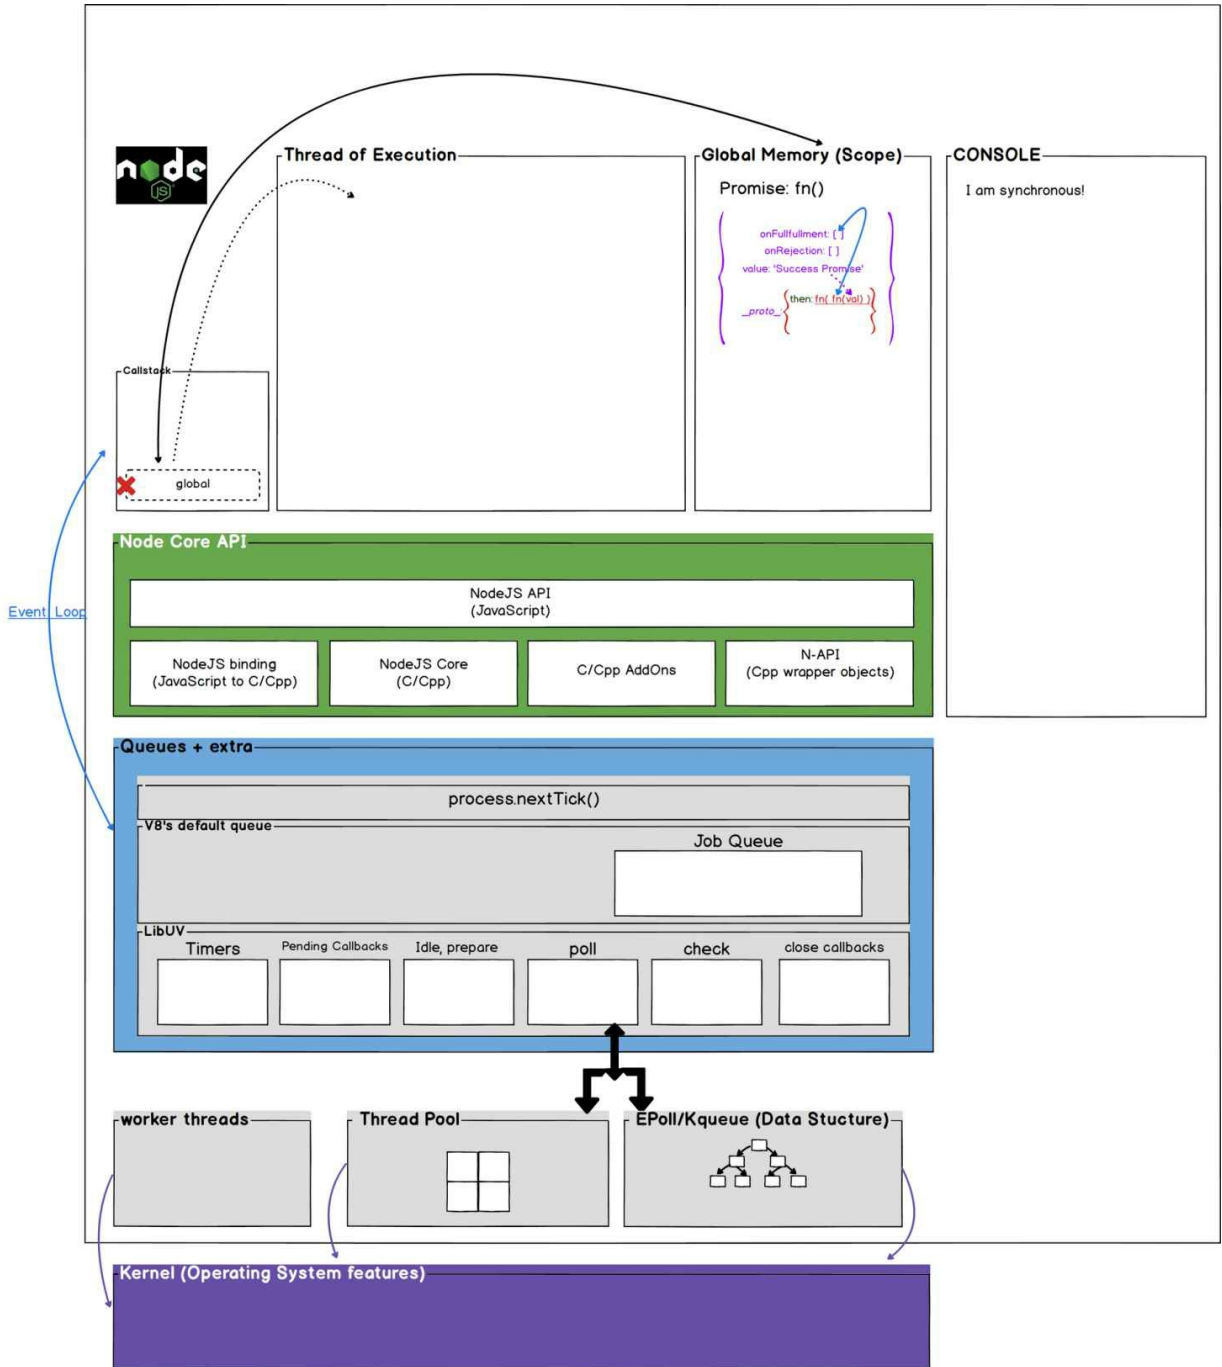 node
JS
Thread of Execution
Global Memory (Scope)
CONSOLE
Promise: fn()
I am synchronous!
onFullfullment: [ ]
onRejection: [ ]
value: 'Success Promise'
then: fn( fn(val) )
_proto_:
Callstack
global
Node Core API
NodeJS API
(JavaScript)
Event Loop
NodeJS binding
(JavaScript to C/Cpp)
NodeJS Core
(C/Cpp)
C/Cpp AddOns
N-API
(Cpp wrapper objects)
Queues + extra
process.nextTick()
V8's default queue
Job Queue
LibUV
Timers
Pending Callbacks
Idle, prepare
poll
check
close callbacks
worker threads
Thread Pool
EPoll/Kqueue (Data Stucture)
Kernel (Operating System features)